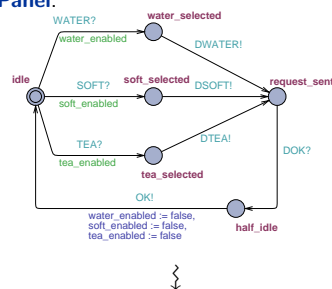 Panel:
WATER?
water_enabled
water_selected
DWATER!
idle
SOFT?
soft_enabled
soft_selected
DSOFT!
request_sent
TEA?
tea_enabled
DTEA!
tea_selected
DOK?
OK!
water_enabled := false,
soft_enabled := false,
tea_enabled := false
half_idle